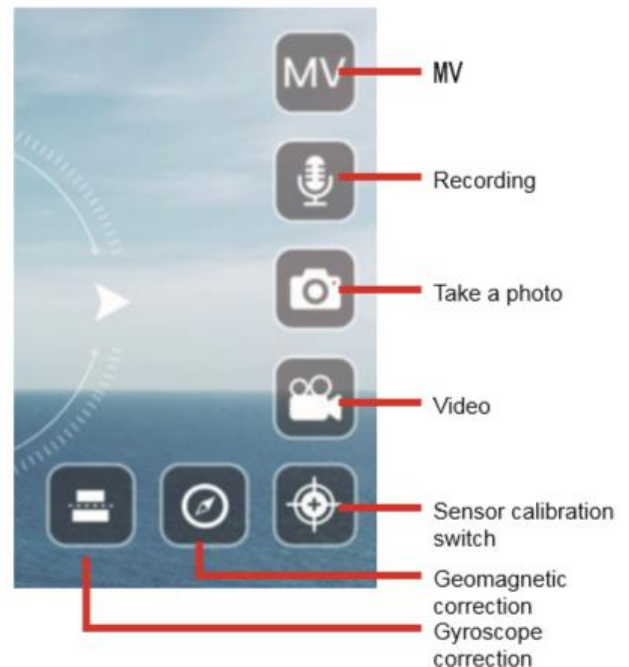 MV
MV
Recording
Take a photo
Video
Sensor calibration
switch
Geomagnetic
correction
Gyroscope
correction